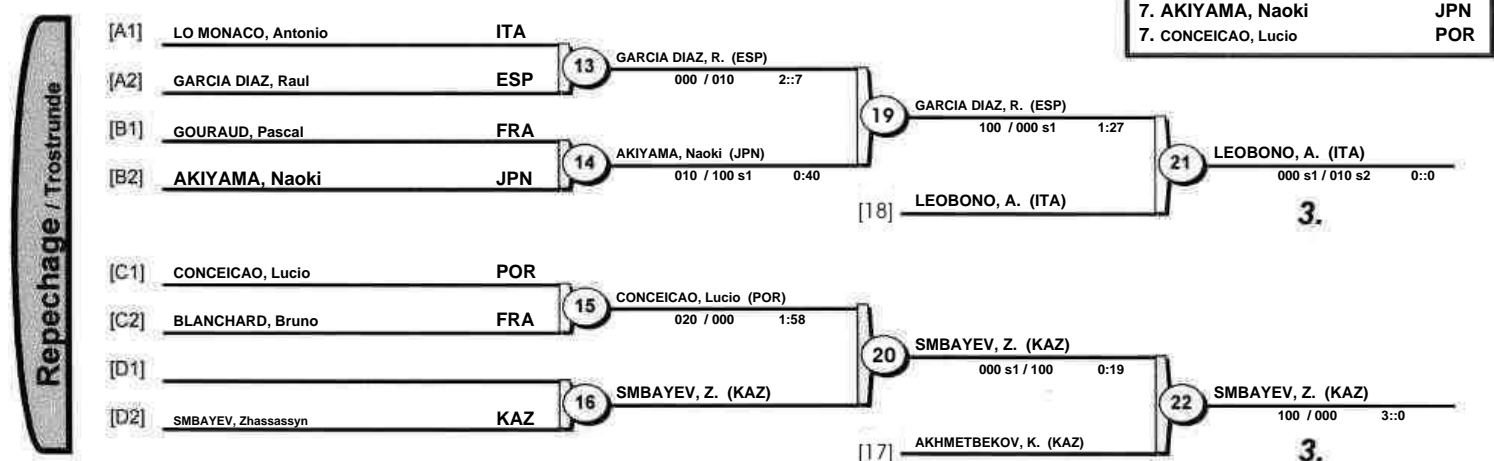 7. AKIYAMA, Naoki JPN
7. CONCEICAO, Lucio POR
Repechage / Trostrunde
[A1] LO MONACO, Antonio ITA
[A2] GARCIA DIAZ, Raul ESP
13
GARCIA DIAZ, R. (ESP)
000 / 010 2::7
[B1] GOURAUD, Pascal FRA
[B2] AKIYAMA, Naoki JPN
14
AKIYAMA, Naoki (JPN)
010 / 100 s1 0:40
19
GARCIA DIAZ, R. (ESP)
100 / 000 s1 1:27
[18] LEOBONO, A. (ITA)
21
LEOBONO, A. (ITA)
000 s1 / 010 s2 0::0
3.
[C1] CONCEICAO, Lucio POR
[C2] BLANCHARD, Bruno FRA
15
CONCEICAO, Lucio (POR)
020 / 000 1:58
[D1]
[D2] SMBAYEV, Zhassassyn KAZ
16
SMBAYEV, Z. (KAZ)
20
SMBAYEV, Z. (KAZ)
000 s1 / 100 0:19
[17] AKHMETBEKOV, K. (KAZ)
22
SMBAYEV, Z. (KAZ)
100 / 000 3::0
3.